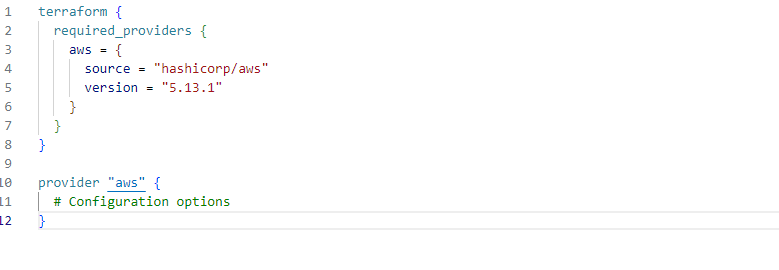 1 terraform {
2   required_providers {
3     aws = {
4       source = "hashicorp/aws"
5       version = "5.13.1"
6     }
7   }
8 }
9
10 provider "aws" {
11   # Configuration options
12 }